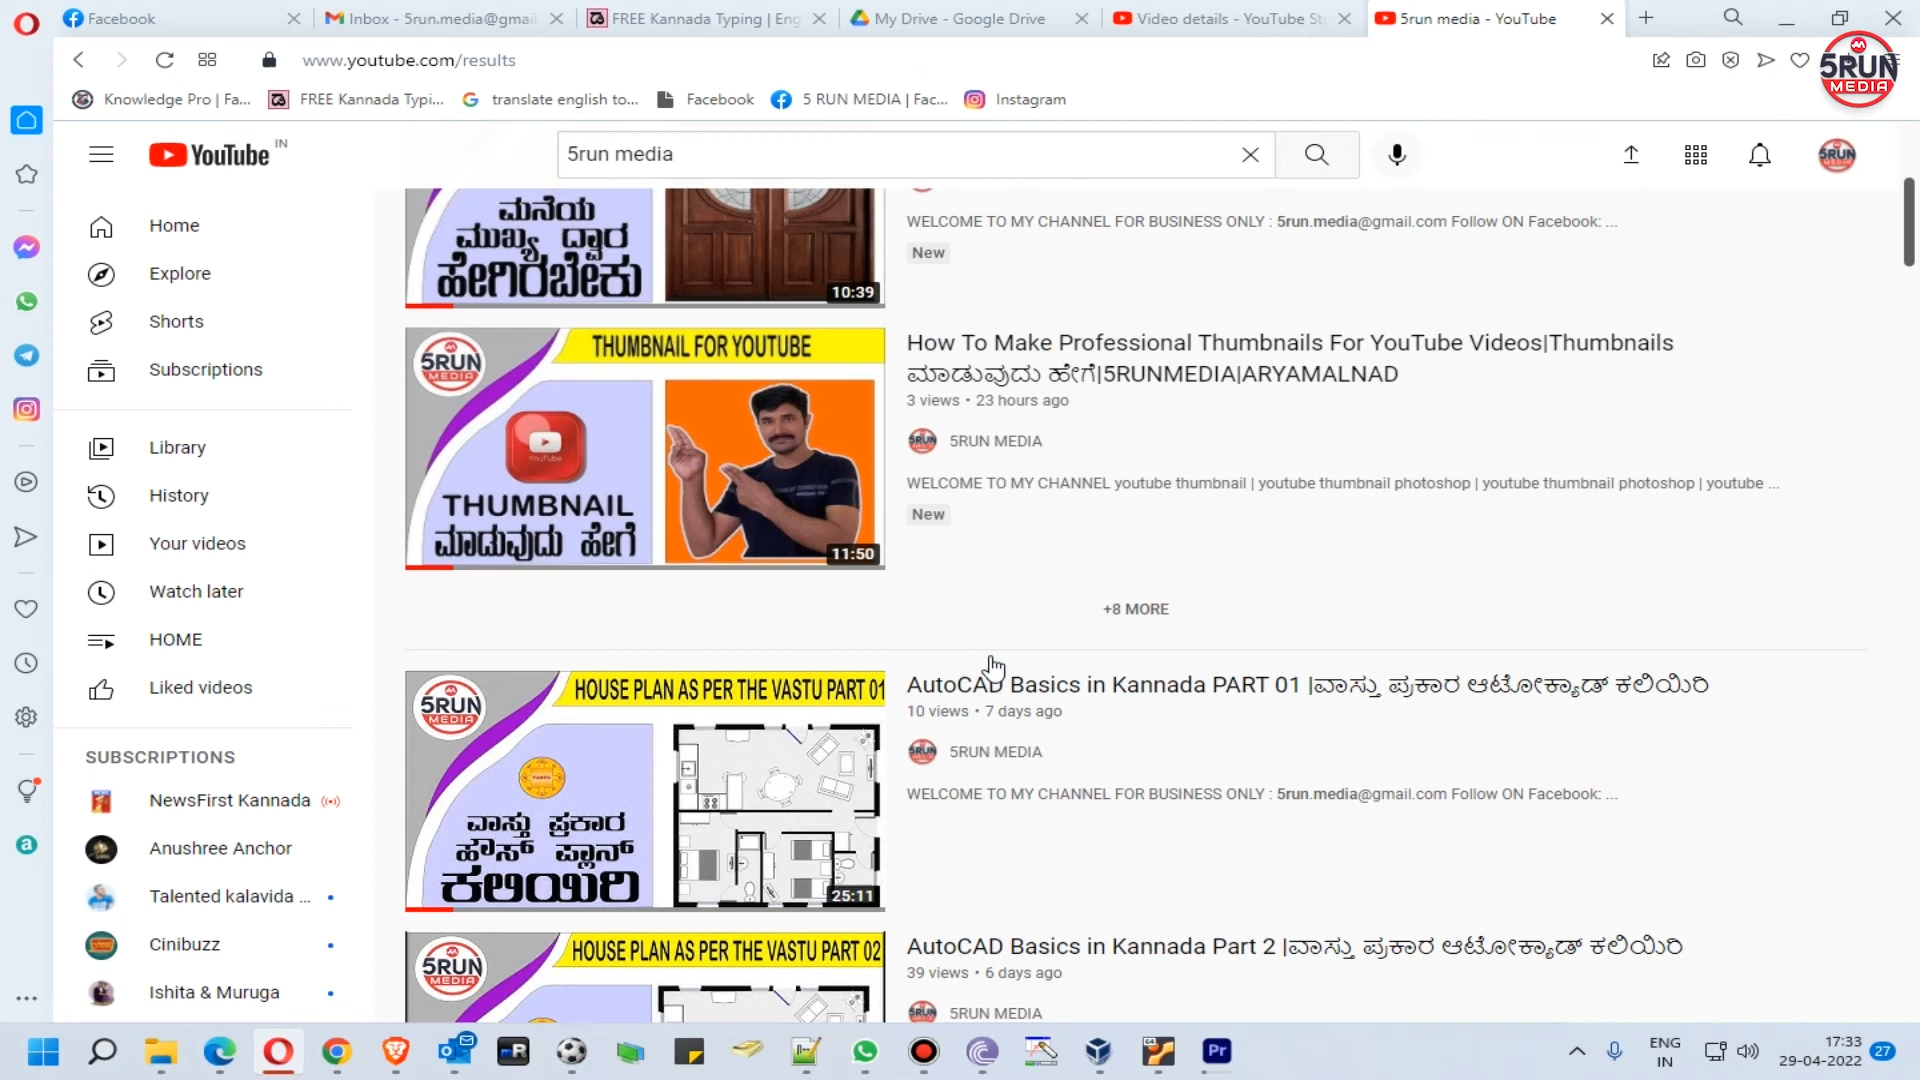 Facebook
Inbox - 5run.media@gmail
FREE Kannada Typing | Eng
My Drive - Google Drive
Video details - YouTube St
5run media - YouTube
www.youtube.com/results
Knowledge Pro | Fa...
FREE Kannada Typi...
translate english to...
Facebook
5 RUN MEDIA | Fac...
Instagram
5RUN
MEDIA
YouTube IN
5run media
5RUN
Home
Explore
Shorts
Subscriptions
Library
History
Your videos
Watch later
HOME
Liked videos
SUBSCRIPTIONS
NewsFirst Kannada
Anushree Anchor
Talented kalavida ...
Cinibuzz
Ishita & Muruga
ಮನೆಯ
ಮುಖ್ಯ ದ್ವಾರ
ಹೇಗಿರಬೇಕು
10:39
WELCOME TO MY CHANNEL FOR BUSINESS ONLY : 5run.media@gmail.com Follow ON Facebook: ...
New
5RUN
MEDIA
THUMBNAIL FOR YOUTUBE
YouTube
THUMBNAIL
ಮಾಡುವುದು ಹೇಗೆ
11:50
How To Make Professional Thumbnails For YouTube Videos|Thumbnails
ಮಾಡುವುದು ಹೇಗೆ|5RUNMEDIA|ARYAMALNAD
3 views • 23 hours ago
5RUN MEDIA
WELCOME TO MY CHANNEL youtube thumbnail | youtube thumbnail photoshop | youtube thumbnail photoshop | youtube ...
New
+8 MORE
5RUN
MEDIA
HOUSE PLAN AS PER THE VASTU PART 01
VASTU
ವಾಸ್ತು ಪ್ರಕಾರ
ಹೌಸ್ ಪ್ಲಾನ್
ಕಲಿಯಿರಿ
25:11
AutoCAD Basics in Kannada PART 01 |ವಾಸ್ತು ಪ್ರಕಾರ ಆಟೋಕ್ಯಾಡ್ ಕಲಿಯಿರಿ
10 views • 7 days ago
5RUN MEDIA
WELCOME TO MY CHANNEL FOR BUSINESS ONLY : 5run.media@gmail.com Follow ON Facebook: ...
5RUN
MEDIA
HOUSE PLAN AS PER THE VASTU PART 02
AutoCAD Basics in Kannada Part 2 |ವಾಸ್ತು ಪ್ರಕಾರ ಆಟೋಕ್ಯಾಡ್ ಕಲಿಯಿರಿ
39 views • 6 days ago
5RUN MEDIA
ENG
IN
17:33
29-04-2022
27